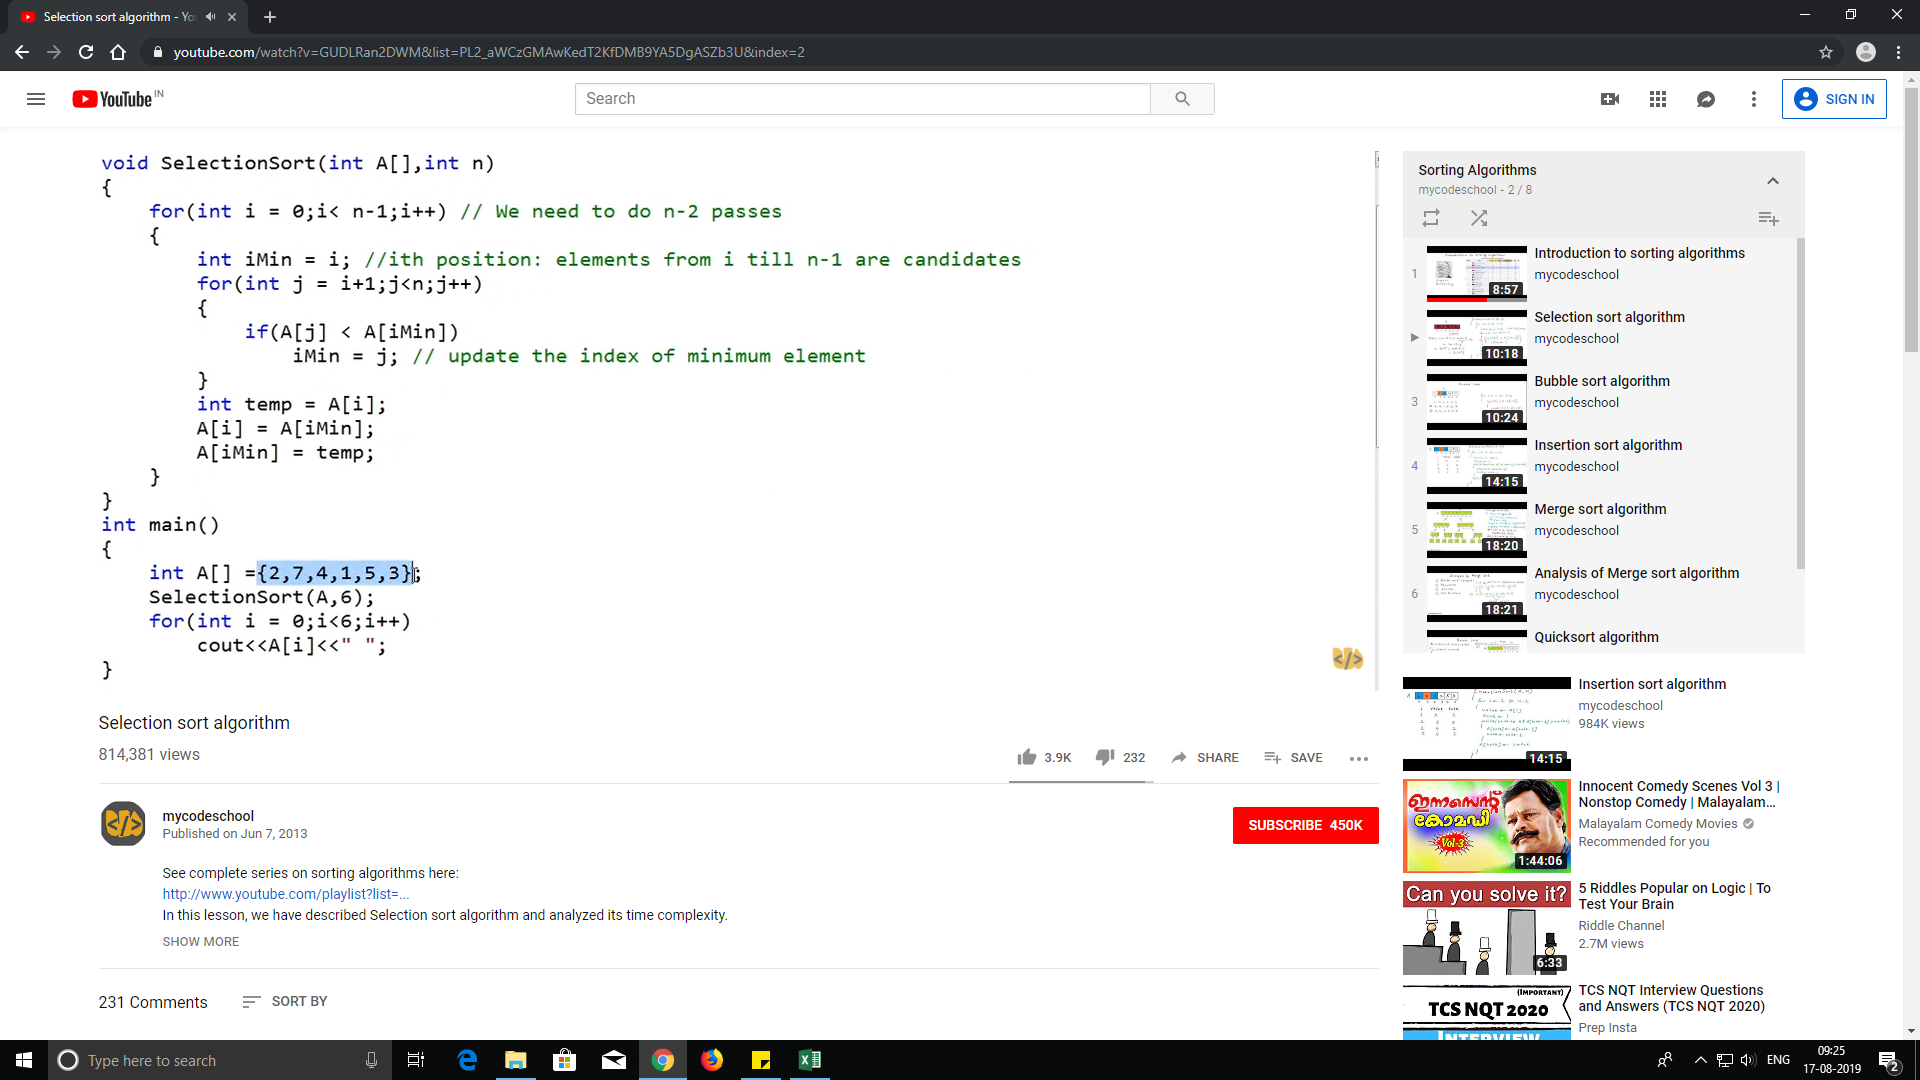 Selection sort algorithm - Yo
youtube.com/watch?v=GUDLRan2DWM&list=PL2_aWCzGMAwKedT2KfDMB9YA5DgASZb3U&index=2
YouTube IN
Search
SIGN IN
void SelectionSort(int A[],int n)
{
for(int i = 0;i< n-1;i++) // We need to do n-2 passes
{
int iMin = i; //ith position: elements from i till n-1 are candidates
for(int j = i+1;j<n;j++)
{
if(A[j] < A[iMin])
iMin = j; // update the index of minimum element
}
int temp = A[i];
A[i] = A[iMin];
A[iMin] = temp;
}
}
int main()
{
int A[] ={2,7,4,1,5,3};
SelectionSort(A,6);
for(int i = 0;i<6;i++)
cout<<A[i]<<" ";
}
</>
Selection sort algorithm
814,381 views
3.9K 232 SHARE SAVE
mycodeschool
Published on Jun 7, 2013
SUBSCRIBE 450K
See complete series on sorting algorithms here:
http://www.youtube.com/playlist?list=...
In this lesson, we have described Selection sort algorithm and analyzed its time complexity.
SHOW MORE
231 Comments SORT BY
Sorting Algorithms
mycodeschool - 2 / 8
1
8:57
Introduction to sorting algorithms
mycodeschool
10:18
Selection sort algorithm
mycodeschool
3
10:24
Bubble sort algorithm
mycodeschool
4
14:15
Insertion sort algorithm
mycodeschool
5
18:20
Merge sort algorithm
mycodeschool
6
18:21
Analysis of Merge sort algorithm
mycodeschool
Quicksort algorithm
14:15
Insertion sort algorithm
mycodeschool
984K views
ഇന്നസെന്റ്
കോമഡി
Vol-3
1:44:06
Innocent Comedy Scenes Vol 3 |
Nonstop Comedy | Malayalam...
Malayalam Comedy Movies
Recommended for you
Can you solve it?
6:33
5 Riddles Popular on Logic | To
Test Your Brain
Riddle Channel
2.7M views
(IMPORTANT)
TCS NQT 2020
INTERVIEW
TCS NQT Interview Questions
and Answers (TCS NQT 2020)
Prep Insta
Type here to search
ENG
09:25
17-08-2019
2